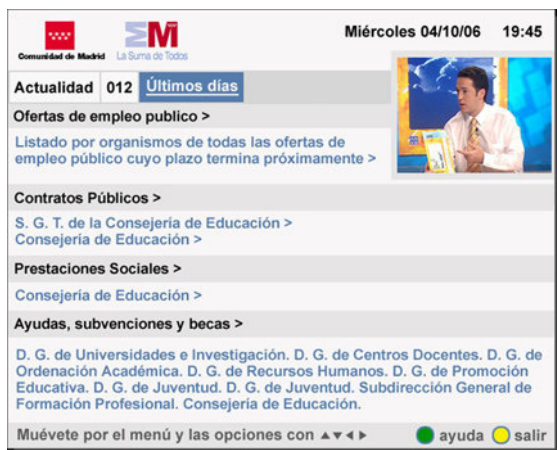 Miércoles 04/10/06 19:45
Comunidad de Madrid
ΣM
La Suma de Todos
Actualidad 012 Últimos días
Ofertas de empleo publico >
Listado por organismos de todas las ofertas de
empleo público cuyo plazo termina próximamente >
Contratos Públicos >
S. G. T. de la Consejería de Educación >
Consejería de Educación >
Prestaciones Sociales >
Consejería de Educación >
Ayudas, subvenciones y becas >
D. G. de Universidades e Investigación. D. G. de Centros Docentes. D. G. de
Ordenación Académica. D. G. de Recursos Humanos. D. G. de Promoción
Educativa. D. G. de Juventud. D. G. de Juventud. Subdirección General de
Formación Profesional. Consejería de Educación.
Muévete por el menú y las opciones con ▲▼◀▶ ayuda salir